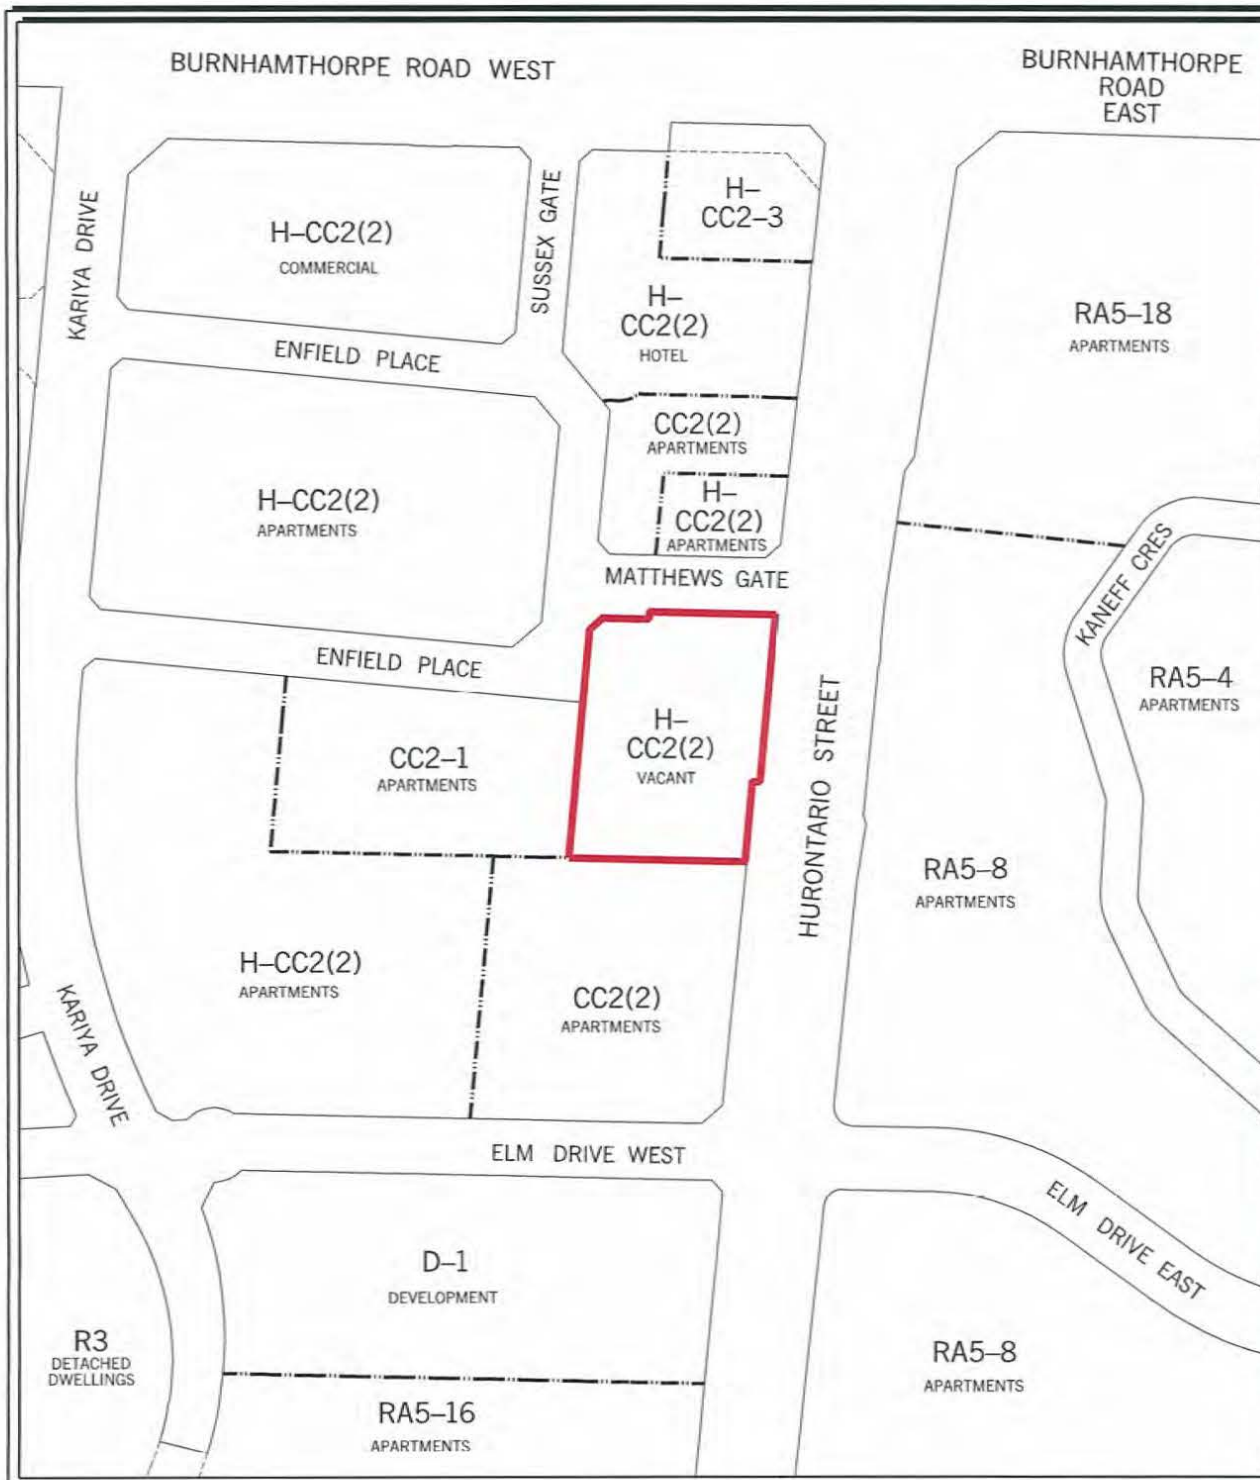 BURNHAMTHORPE ROAD WEST
BURNHAMTHORPE
ROAD
EAST
KARIYA DRIVE
H–CC2(2)
COMMERCIAL
SUSSEX GATE
H–
CC2–3
H–
CC2(2)
HOTEL
RA5–18
APARTMENTS
ENFIELD PLACE
CC2(2)
APARTMENTS
H–CC2(2)
APARTMENTS
H–
CC2(2)
APARTMENTS
MATTHEWS GATE
KANEFF CRES
ENFIELD PLACE
RA5–4
APARTMENTS
CC2–1
APARTMENTS
H–
CC2(2)
VACANT
HURONTARIO STREET
RA5–8
APARTMENTS
H–CC2(2)
APARTMENTS
CC2(2)
APARTMENTS
KARIYA DRIVE
ELM DRIVE WEST
ELM DRIVE EAST
D–1
DEVELOPMENT
R3
DETACHED
DWELLINGS
RA5–8
APARTMENTS
RA5–16
APARTMENTS